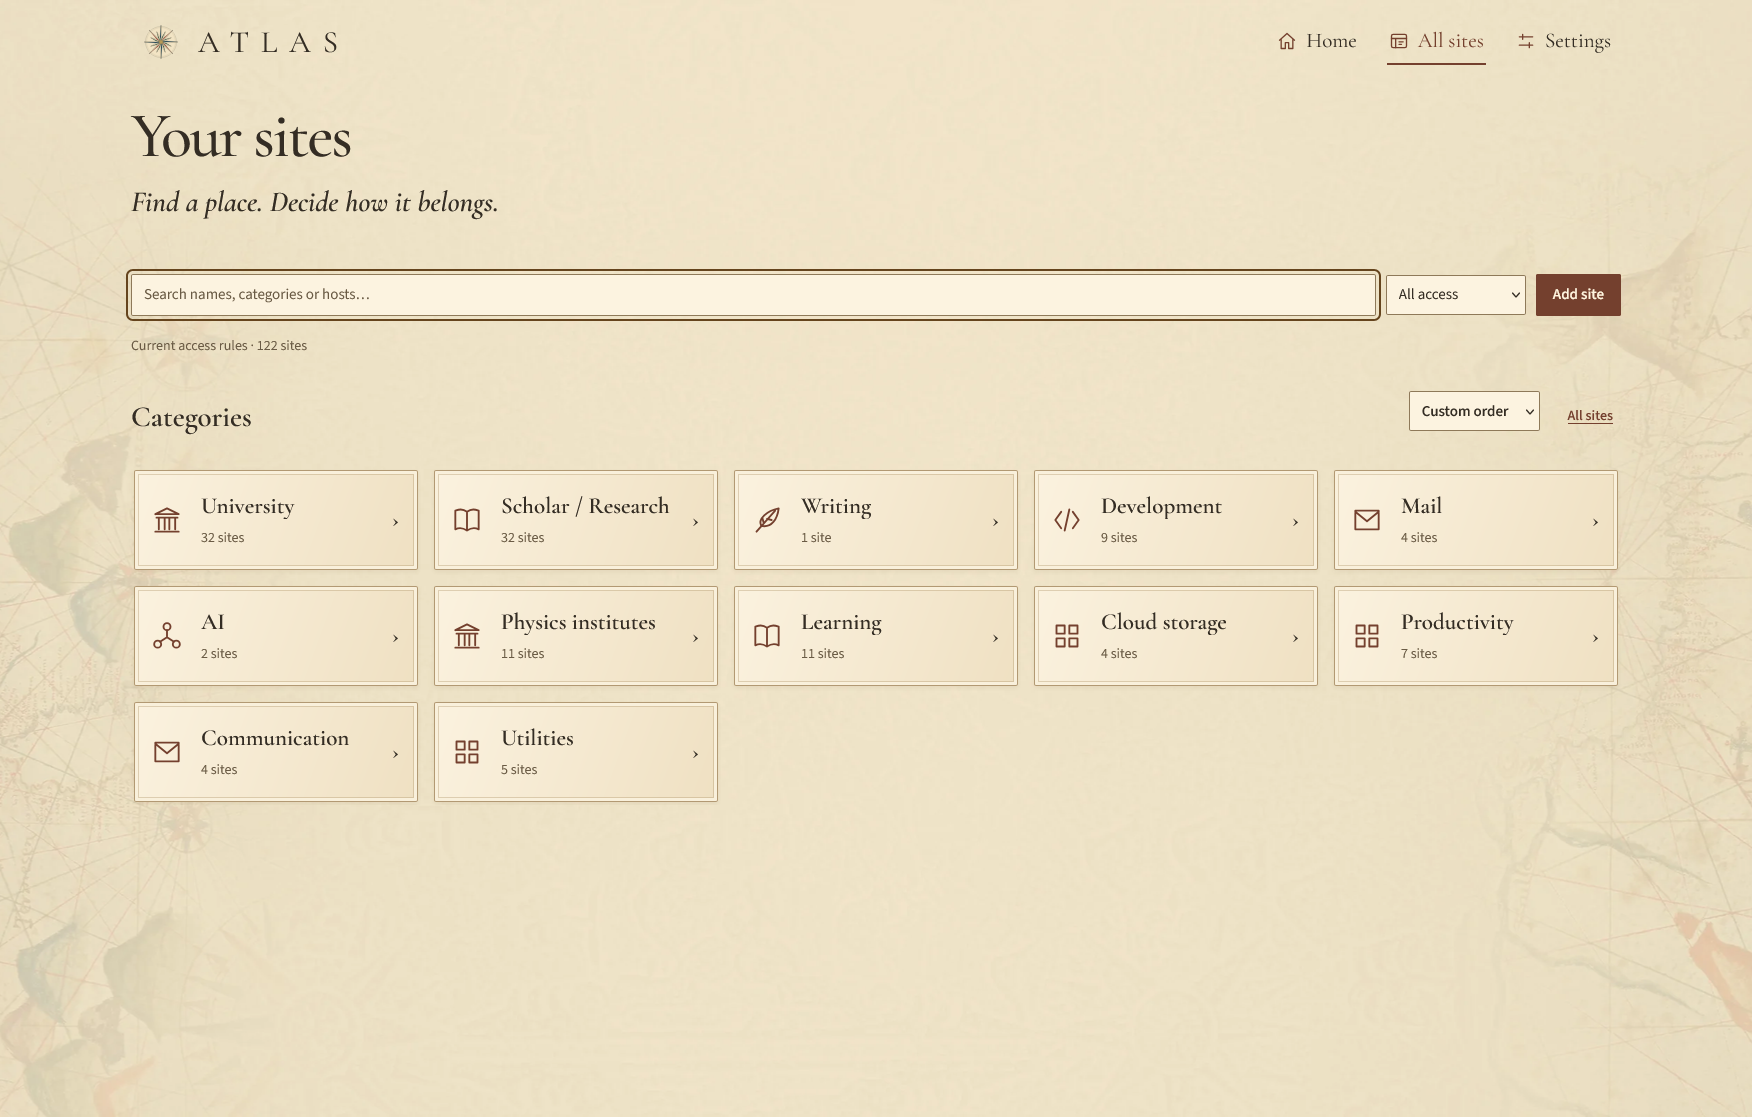 ATLAS
Home
All sites
Settings
Your sites
Find a place. Decide how it belongs.
Search names, categories or hosts…
All access
Add site
Current access rules · 122 sites
Categories
Custom order
All sites
University
32 sites
Scholar / Research
32 sites
Writing
1 site
Development
9 sites
Mail
4 sites
AI
2 sites
Physics institutes
11 sites
Learning
11 sites
Cloud storage
4 sites
Productivity
7 sites
Communication
4 sites
Utilities
5 sites